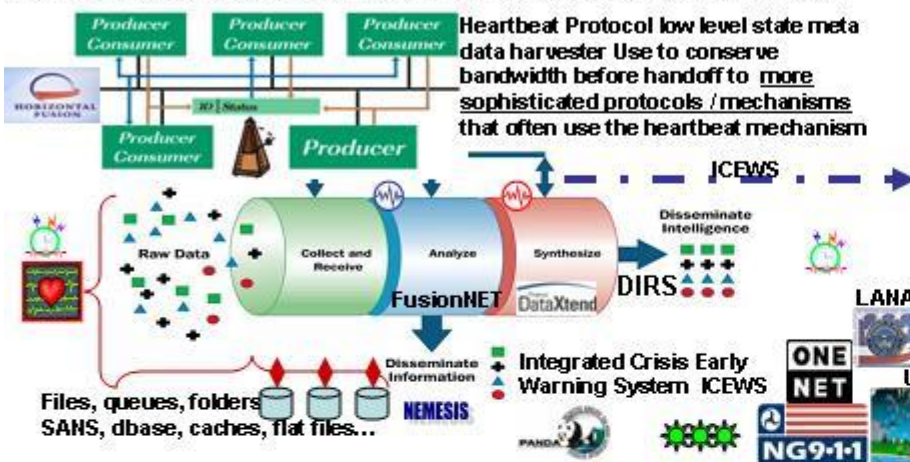 Producer
Consumer
Producer
Consumer
Producer
Consumer
Heartbeat Protocol low level state meta
data harvester Use to conserve
bandwidth before handoff to more
sophisticated protocols / mechanisms
that often use the heartbeat mechanism
HORIZONTAL
FUSION
Status
Producer
Consumer
Producer
ICEWS
Raw Data
Collect and
Receive
Analyze
Synthesize
Disseminate
Intelligence
FusionNET
DataXtend
DIRS
LANA
Disseminate
Information
NEMESIS
Integrated Crisis Early
Warning System ICEWS
ONE
NET
Files, queues, folders
SANS, dbase, caches, flat files...
PANDA
NG9-1-1